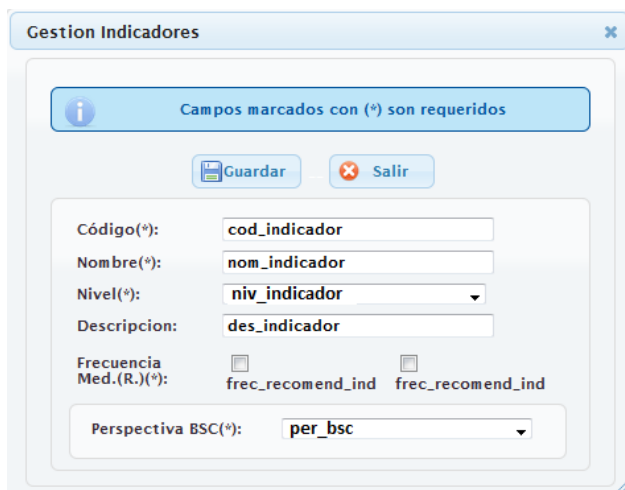 Gestion Indicadores
Campos marcados con (*) son requeridos
Guardar Salir
Código(*): cod_indicador
Nombre(*): nom_indicador
Nivel(*): niv_indicador
Descripcion: des_indicador
Frecuencia
Med.(R.)(*): frec_recomend_ind frec_recomend_ind
Perspectiva BSC(*): per_bsc